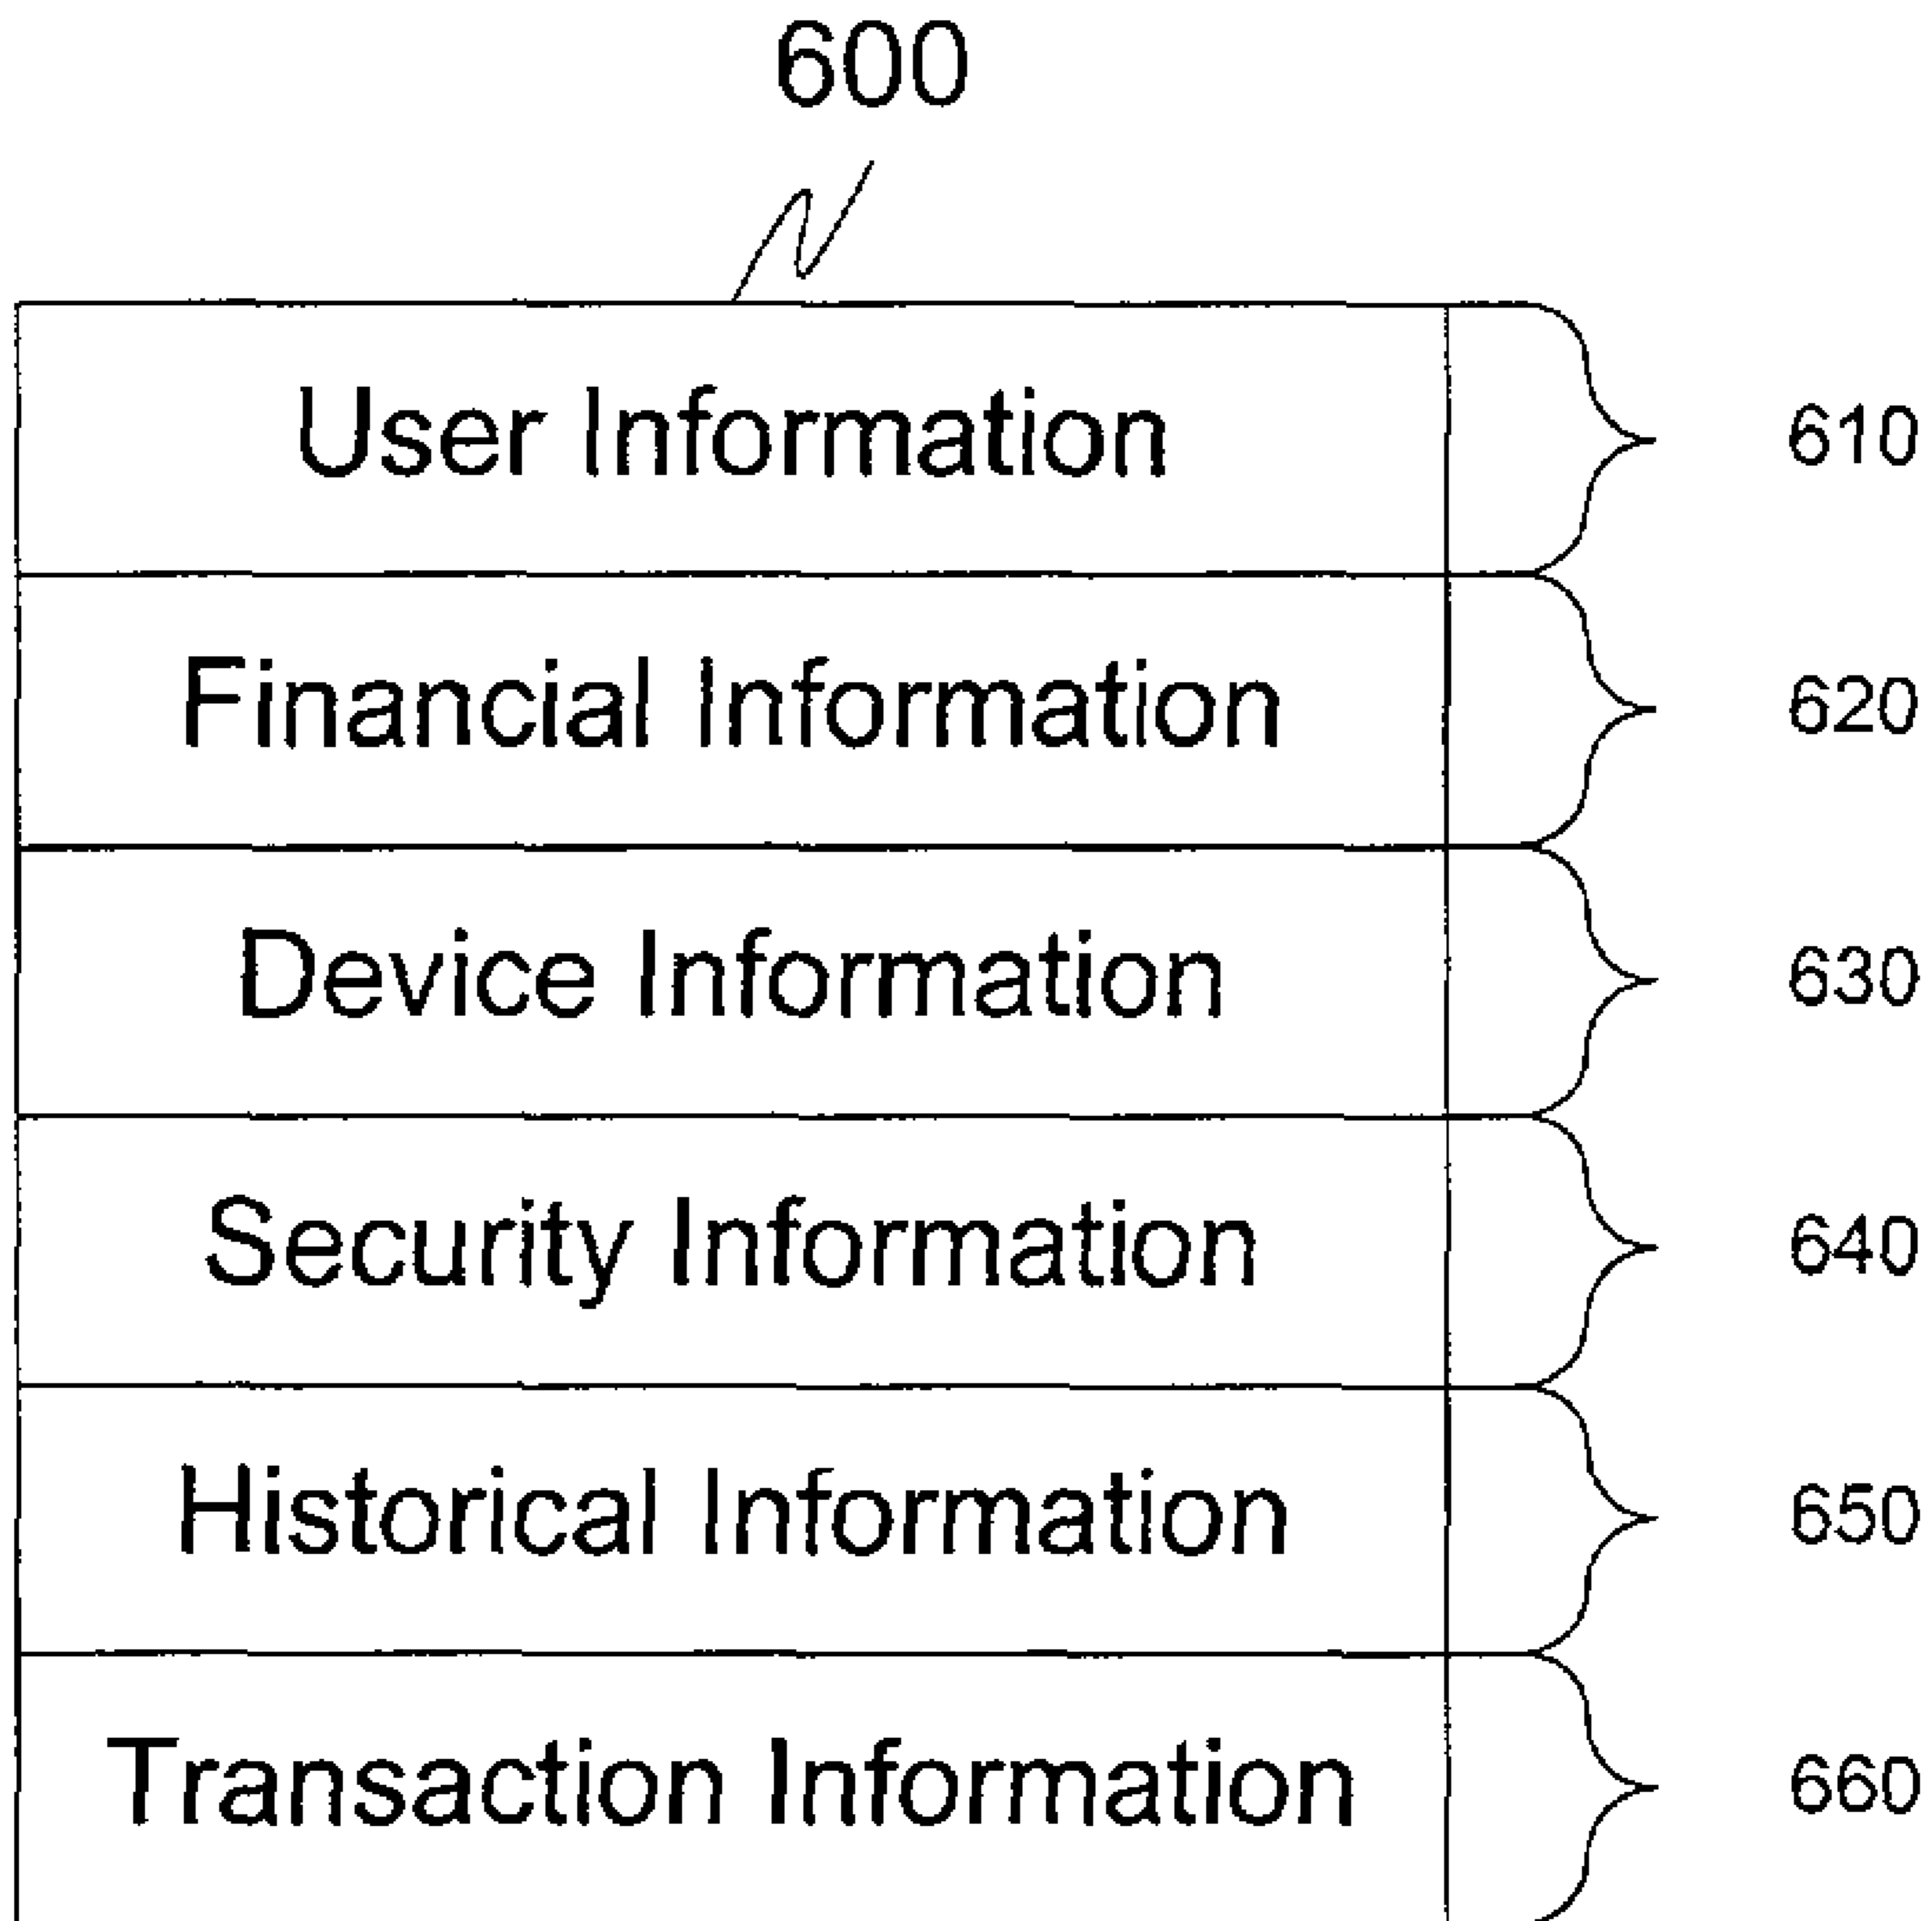 600
User Information 610
Financial Information 620
Device Information 630
Security Information 640
Historical Information 650
Transaction Information 660